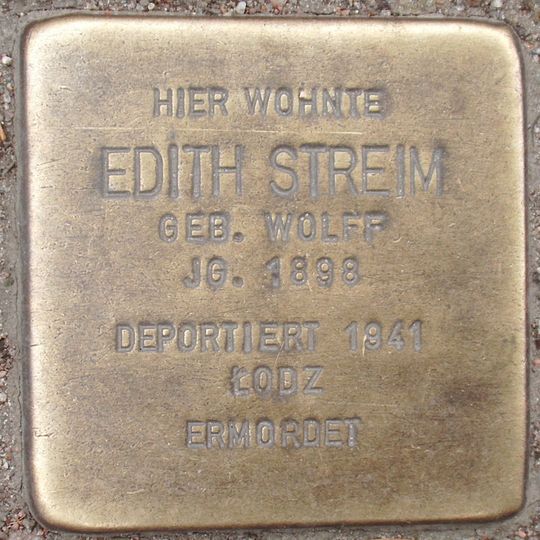 HIER WOHNTE
EDITH STREIM
GEB. WOLFF
JG. 1898
DEPORTIERT 1941
ŁODZ
ERMORDET